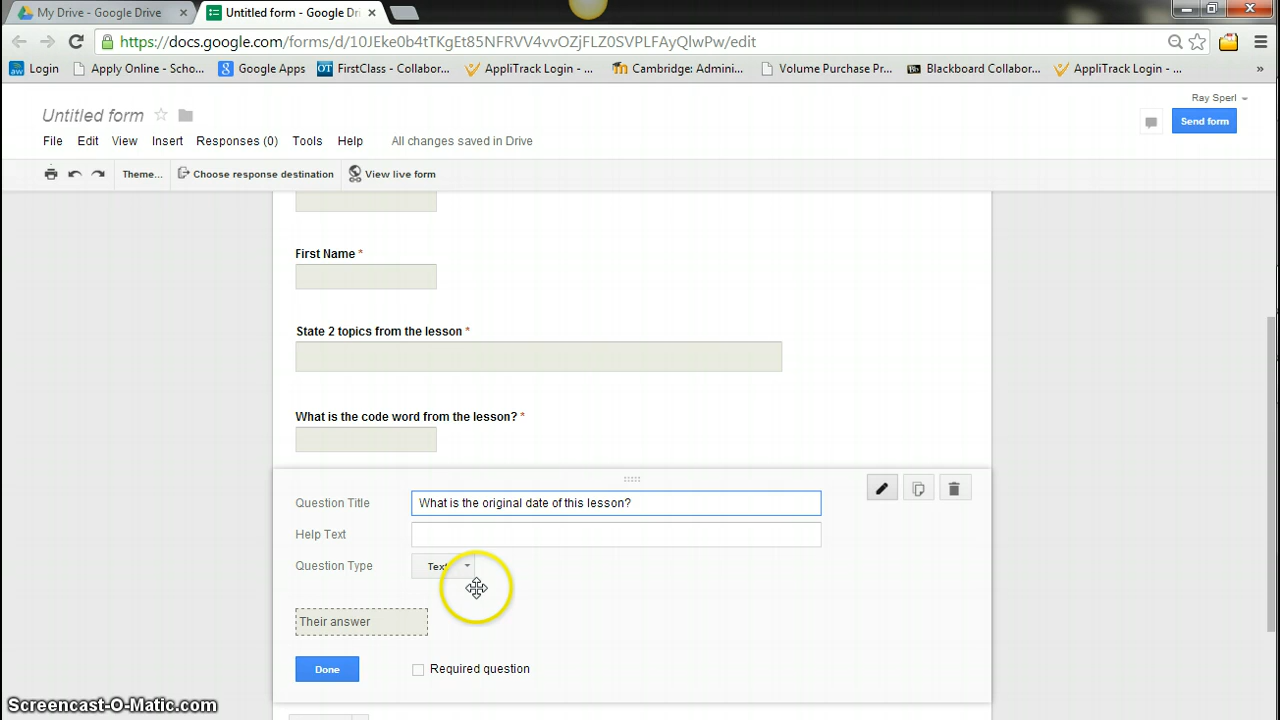 My Drive - Google Drive
Untitled form - Google Dri
https://docs.google.com/forms/d/10JEke0b4tTKgEt85NFRVV4vvOZjFLZ0SVPLFAyQlwPw/edit
aw Login Apply Online - Scho... Google Apps OT FirstClass - Collabor... AppliTrack Login - ... Cambridge: Admini... Volume Purchase Pr... Bb Blackboard Collabor... AppliTrack Login - ... »
Ray Sperl
Untitled form
Send form
File Edit View Insert Responses (0) Tools Help All changes saved in Drive
Theme... Choose response destination View live form
First Name *
State 2 topics from the lesson *
What is the code word from the lesson? *
Question Title What is the original date of this lesson?
Help Text
Question Type Text
Their answer
Done Required question
Screencast-O-Matic.com